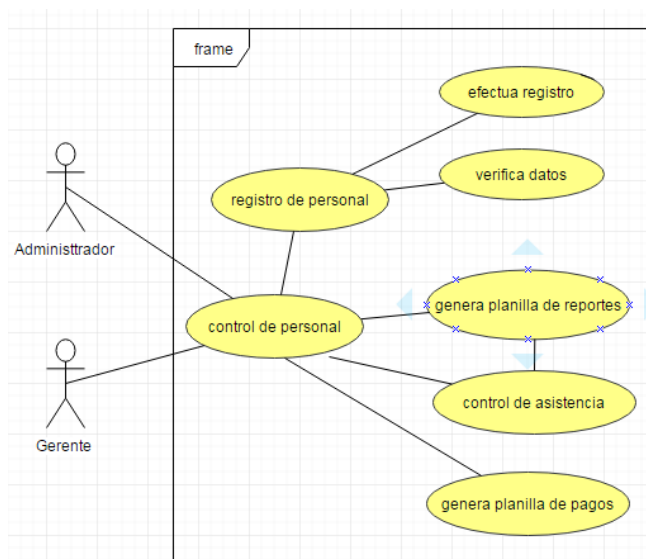 frame
efectua registro
verifica datos
registro de personal
Administtrador
genera planilla de reportes
control de personal
control de asistencia
Gerente
genera planilla de pagos